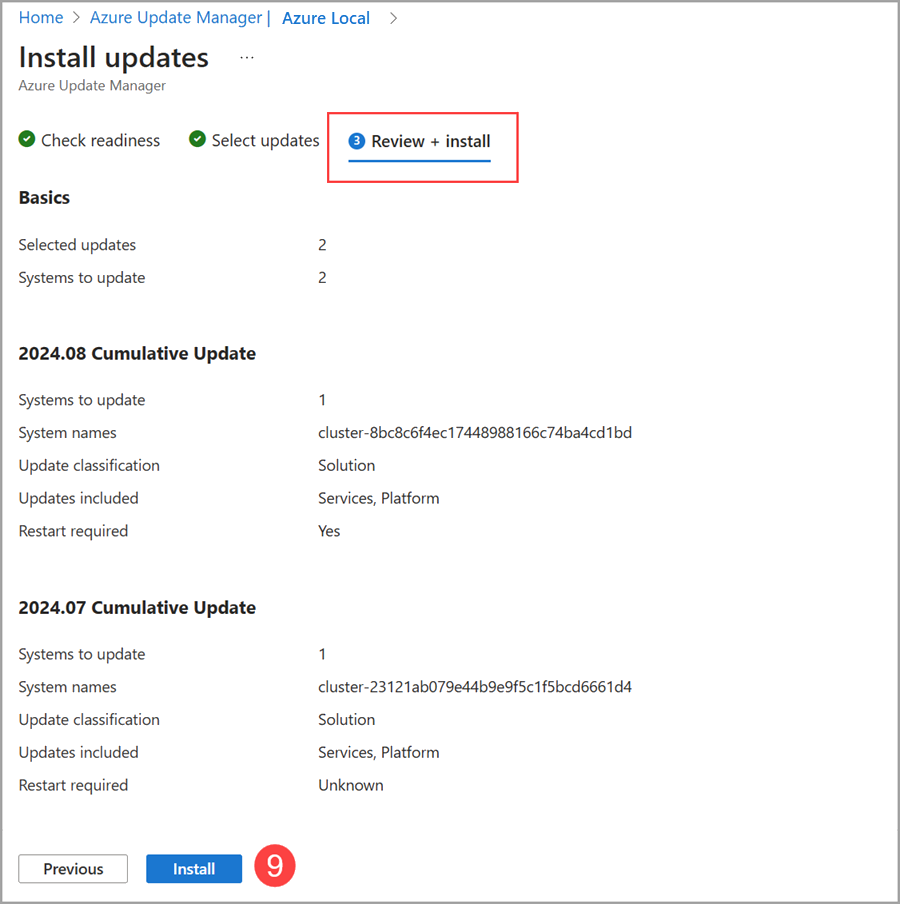 Home > Azure Update Manager | Azure Local >
Install updates ...
Azure Update Manager
Check readiness Select updates 3 Review + install
Basics
Selected updates 2
Systems to update 2
2024.08 Cumulative Update
Systems to update 1
System names cluster-8bc8c6f4ec17448988166c74ba4cd1bd
Update classification Solution
Updates included Services, Platform
Restart required Yes
2024.07 Cumulative Update
Systems to update 1
System names cluster-23121ab079e44b9e9f5c1f5bcd6661d4
Update classification Solution
Updates included Services, Platform
Restart required Unknown
Previous Install 9